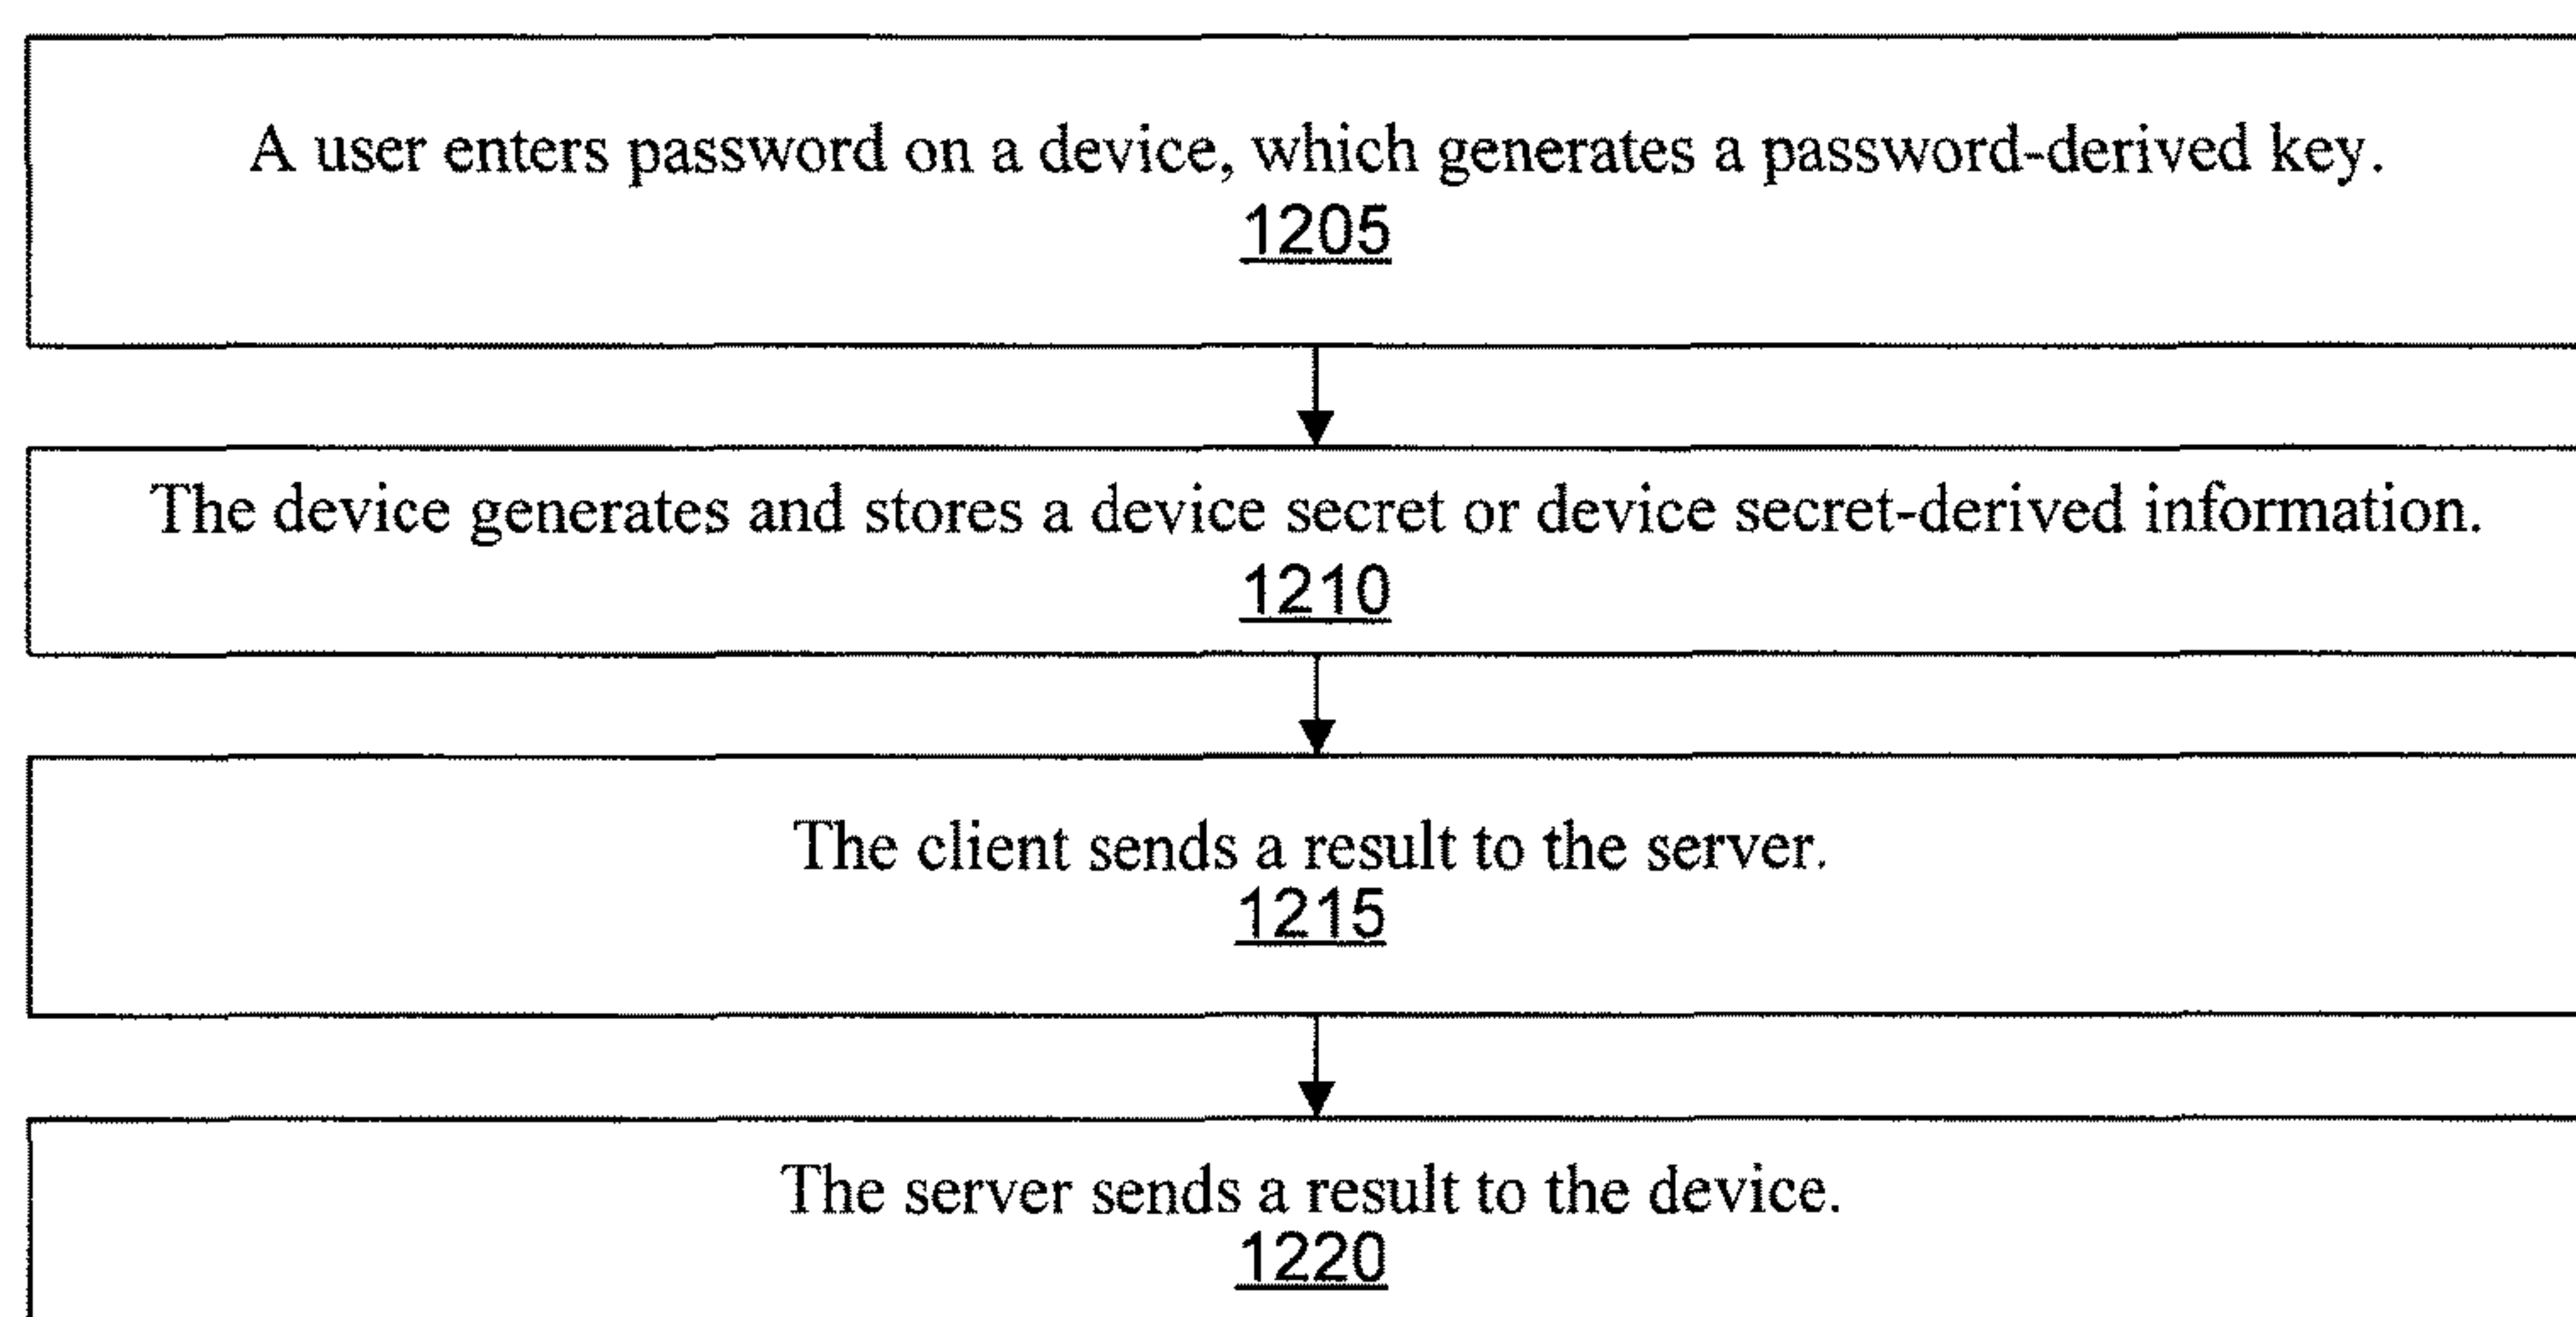 A user enters password on a device, which generates a password-derived key.
1205
The device generates and stores a device secret or device secret-derived information.
1210
The client sends a result to the server.
1215
The server sends a result to the device.
1220